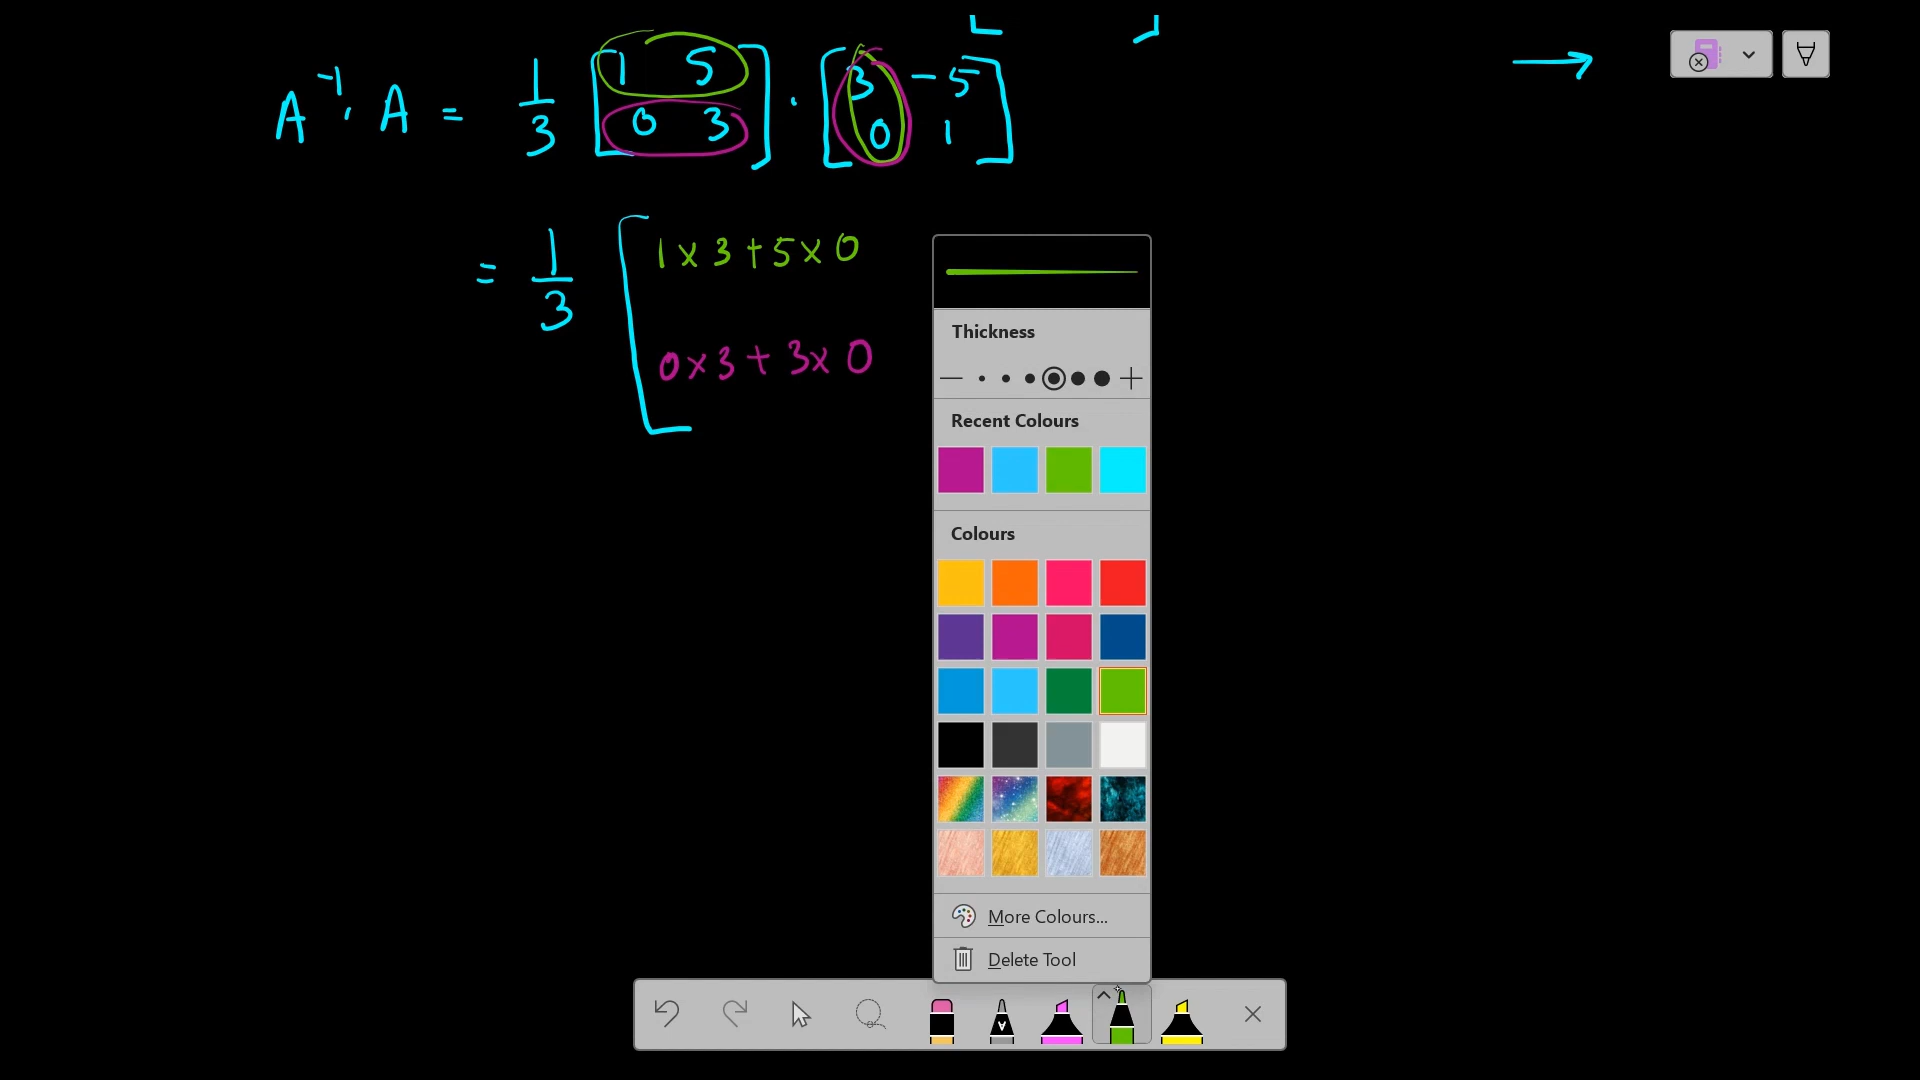 A⁻¹ · A = 1/3 [1 5; 0 3] · [3 -5; 0 1]
= 1/3 [1 x 3 + 5 x 0
0 x 3 + 3 x 0
Thickness
Recent Colours
Colours
More Colours...
Delete Tool